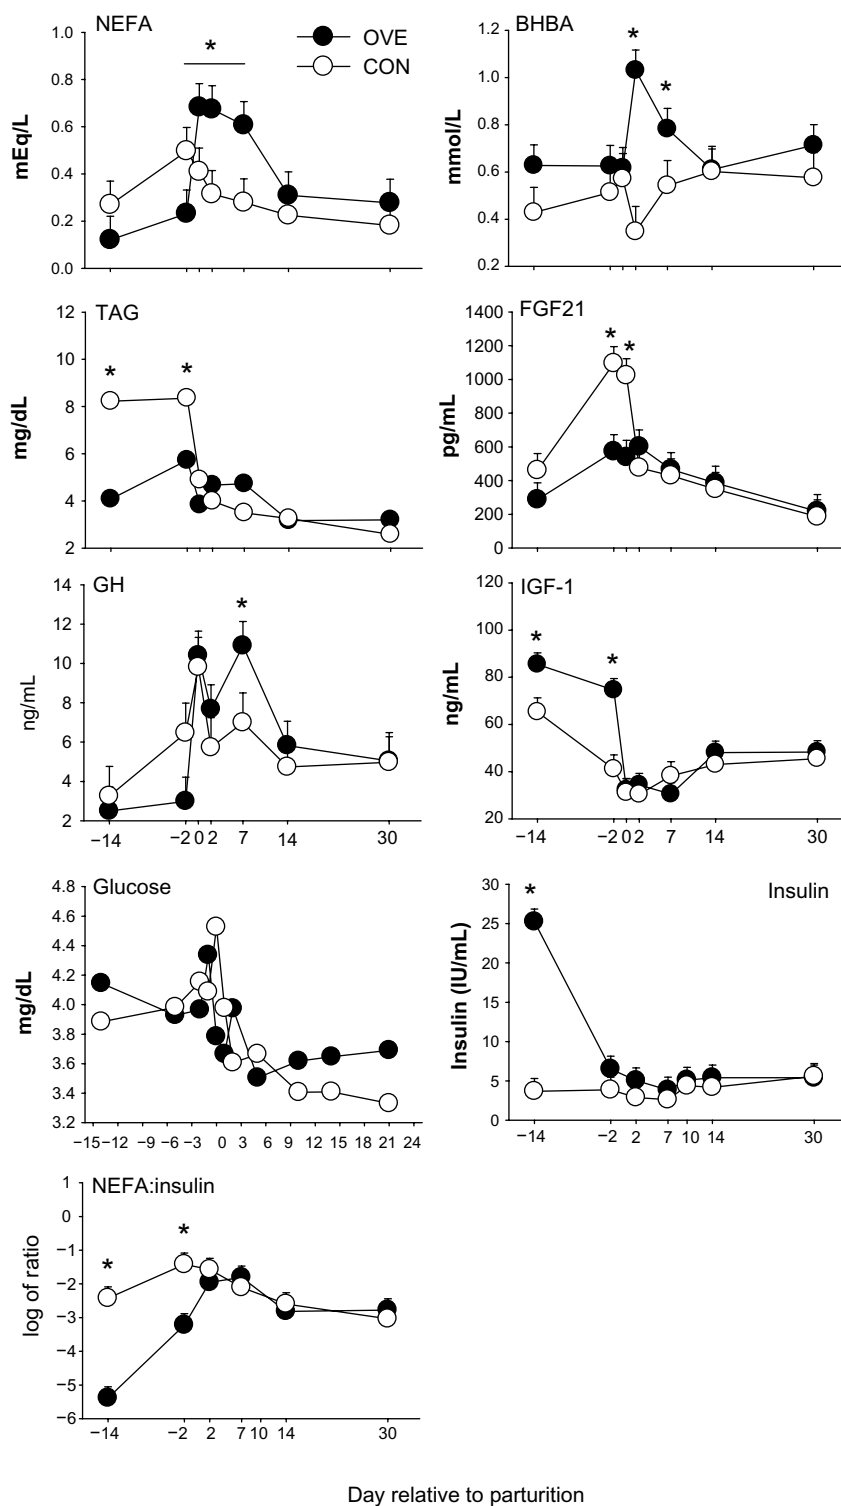 NEFA
OVE
CON
*
mEq/L
1.0
0.8
0.6
0.4
0.2
0.0
BHBA
*
*
mmol/L
1.2
1.0
0.8
0.6
0.4
0.2
TAG
*
*
mg/dL
12
10
8
6
4
2
FGF21
*
*
pg/mL
1400
1200
1000
800
600
400
200
0
GH
*
ng/mL
14
12
10
8
6
4
2
−14 −2 0 2 7 14 30
IGF-1
*
*
ng/mL
120
100
80
60
40
20
−14 −2 0 2 7 14 30
Glucose
mg/dL
4.8
4.6
4.4
4.2
4.0
3.8
3.6
3.4
3.2
−15 −12 −9 −6 −3 0 3 6 9 12 15 18 21 24
Insulin
*
Insulin (IU/mL)
30
25
20
15
10
5
0
−14 −2 2 7 10 14 30
NEFA:insulin
*
*
log of ratio
1
0
−1
−2
−3
−4
−5
−6
−14 −2 2 7 10 14 30
Day relative to parturition